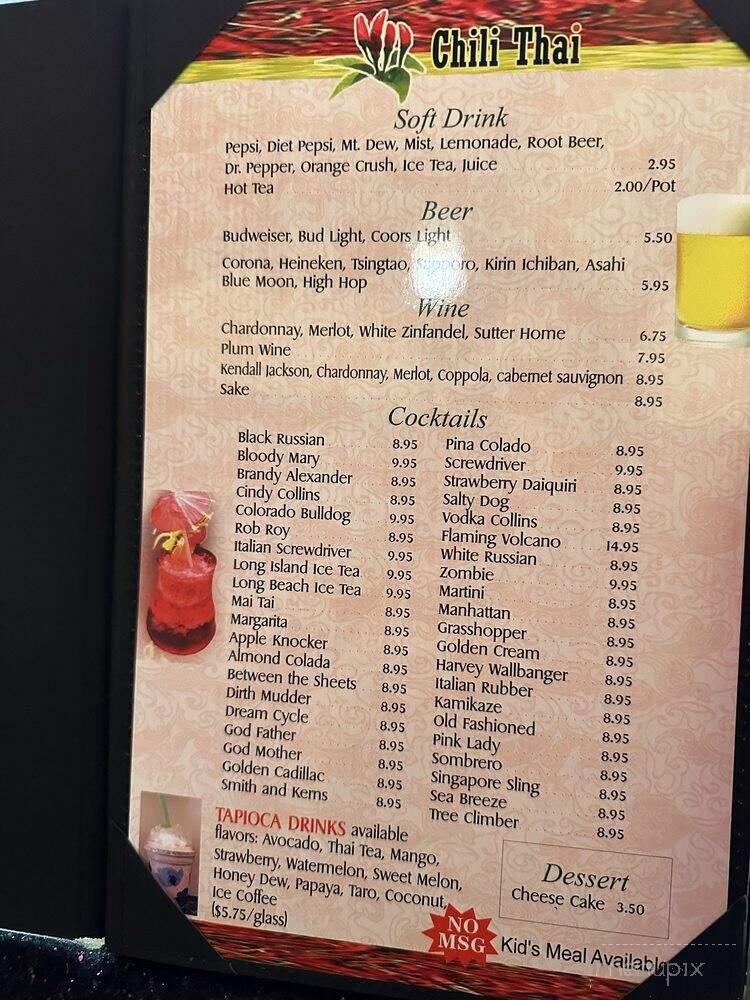 Chili Thai
Soft Drink
Pepsi, Diet Pepsi, Mt. Dew, Mist, Lemonade, Root Beer,
Dr. Pepper, Orange Crush, Ice Tea, Juice 2.95
Hot Tea 2.00/Pot
Beer
Budweiser, Bud Light, Coors Light 5.50
Corona, Heineken, Tsingtao, Sapporo, Kirin Ichiban, Asahi
Blue Moon, High Hop 5.95
Wine
Chardonnay, Merlot, White Zinfandel, Sutter Home 6.75
Plum Wine 7.95
Kendall Jackson, Chardonnay, Merlot, Coppola, cabernet sauvignon 8.95
Sake 8.95
Cocktails
Black Russian 8.95
Bloody Mary 9.95
Brandy Alexander 8.95
Cindy Collins 8.95
Colorado Bulldog 9.95
Rob Roy 8.95
Italian Screwdriver 9.95
Long Island Ice Tea 9.95
Long Beach Ice Tea 9.95
Mai Tai 8.95
Margarita 8.95
Apple Knocker 8.95
Almond Colada 8.95
Between the Sheets 8.95
Dirth Mudder 8.95
Dream Cycle 8.95
God Father 8.95
God Mother 8.95
Golden Cadillac 8.95
Smith and Kerns 8.95
Pina Colado 8.95
Screwdriver 9.95
Strawberry Daiquiri 8.95
Salty Dog 8.95
Vodka Collins 8.95
Flaming Volcano 14.95
White Russian 8.95
Zombie 9.95
Martini 8.95
Manhattan 8.95
Grasshopper 8.95
Golden Cream 8.95
Harvey Wallbanger 8.95
Italian Rubber 8.95
Kamikaze 8.95
Old Fashioned 8.95
Pink Lady 8.95
Sombrero 8.95
Singapore Sling 8.95
Sea Breeze 8.95
Tree Climber 8.95
TAPIOCA DRINKS available
flavors: Avocado, Thai Tea, Mango,
Strawberry, Watermelon, Sweet Melon,
Honey Dew, Papaya, Taro, Coconut,
Ice Coffee
($5.75/glass)
Dessert
Cheese Cake 3.50
NO
MSG
Kid's Meal Available
menupix